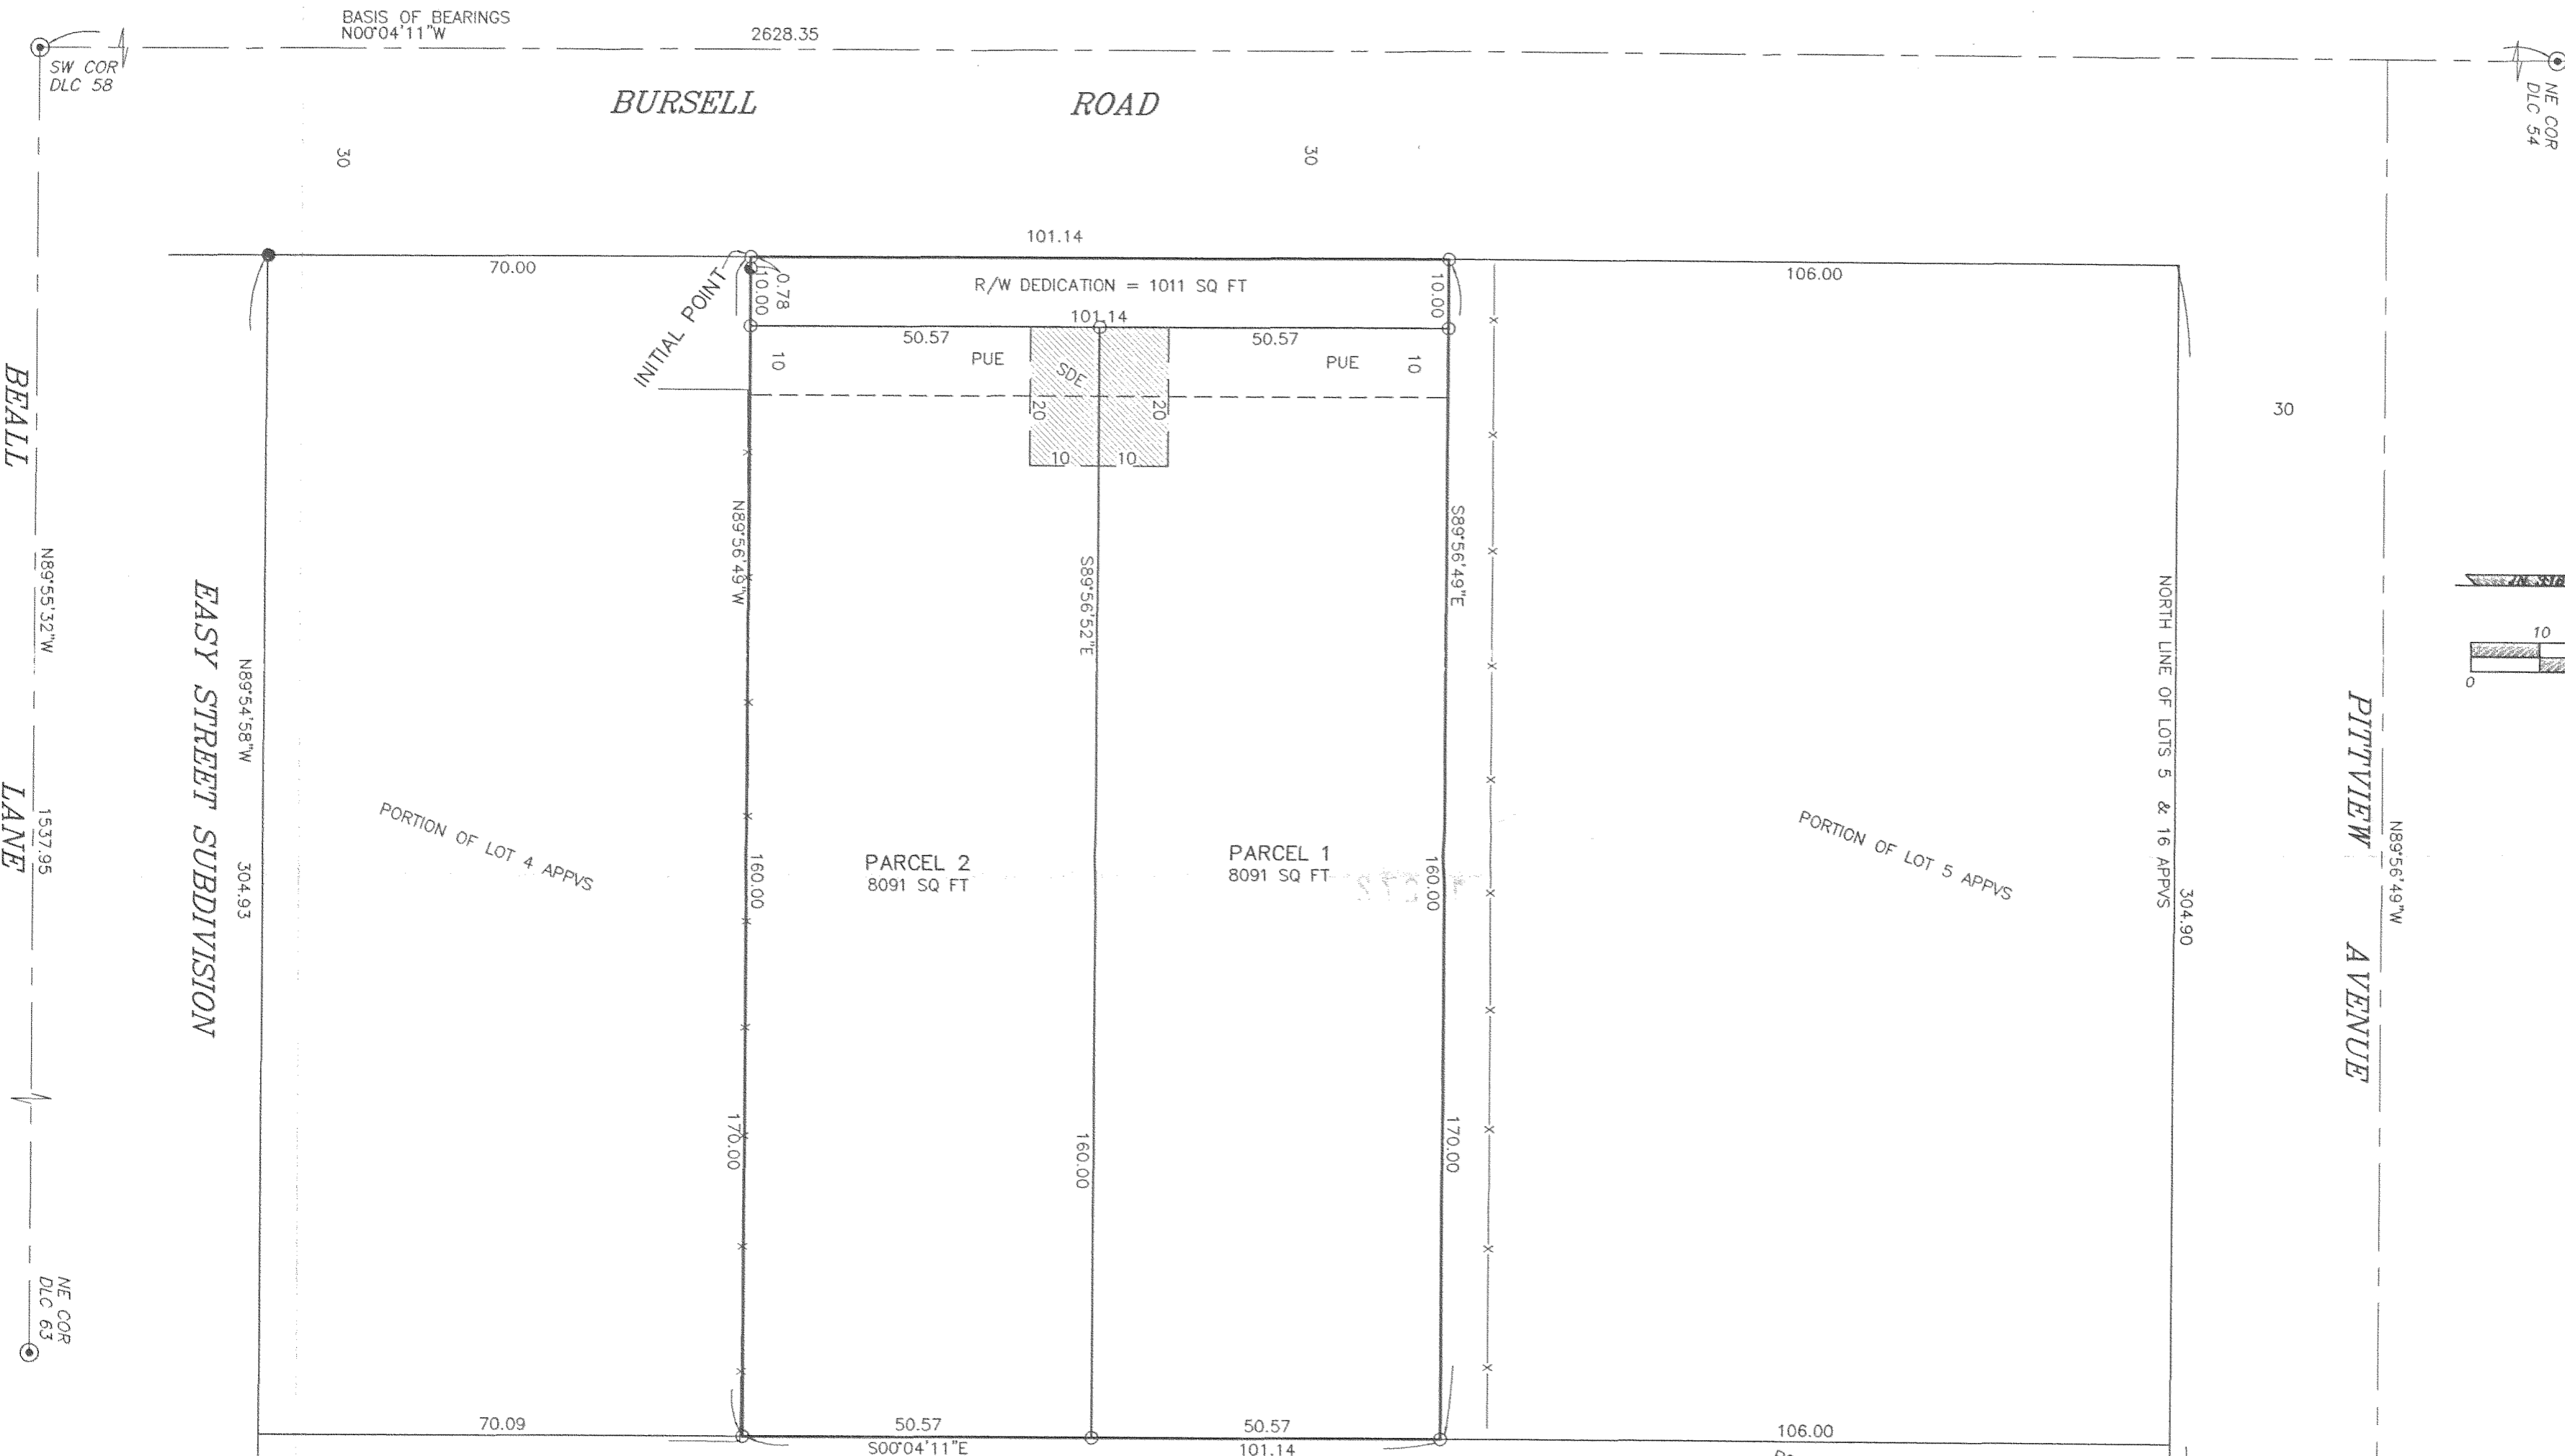 BASIS OF BEARINGS
N00°04'11"W
2628.35
SW COR
DLC 58
NE COR
DLC 54
BURSELL ROAD
30
30
101.14
70.00
106.00
INITIAL POINT
0.78
10.00
R/W DEDICATION = 1011 SQ FT
10.00
101.14
50.57
50.57
PUE
PUE
10
10
SDE
20
20
10
10
30
BEALL LANE
N89°55'32"W
1537.95
NE COR
DLC 63
EASY STREET SUBDIVISION
N89°54'58"W
304.93
PORTION OF LOT 4 APPVS
N89°56'49"W
160.00
170.00
PARCEL 2
8091 SQ FT
S89°56'52"E
160.00
PARCEL 1
8091 SQ FT
S89°56'49"E
160.00
170.00
PORTION OF LOT 5 APPVS
NORTH LINE OF LOTS 5 & 16 APPVS
304.90
PITVIEW AVENUE
N89°56'49"W
10
0
70.09
50.57
50.57
106.00
S00°04'11"E
101.14